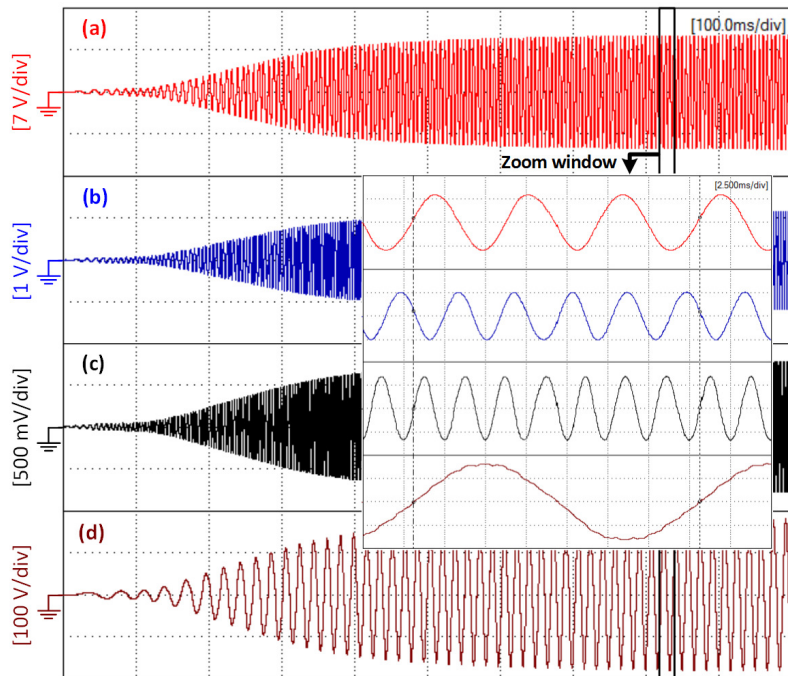 (a)
[100.0ms/div]
[7 V/div]
Zoom window
(b)
[2.500ms/div]
[1 V/div]
(c)
[500 mV/div]
(d)
[100 V/div]